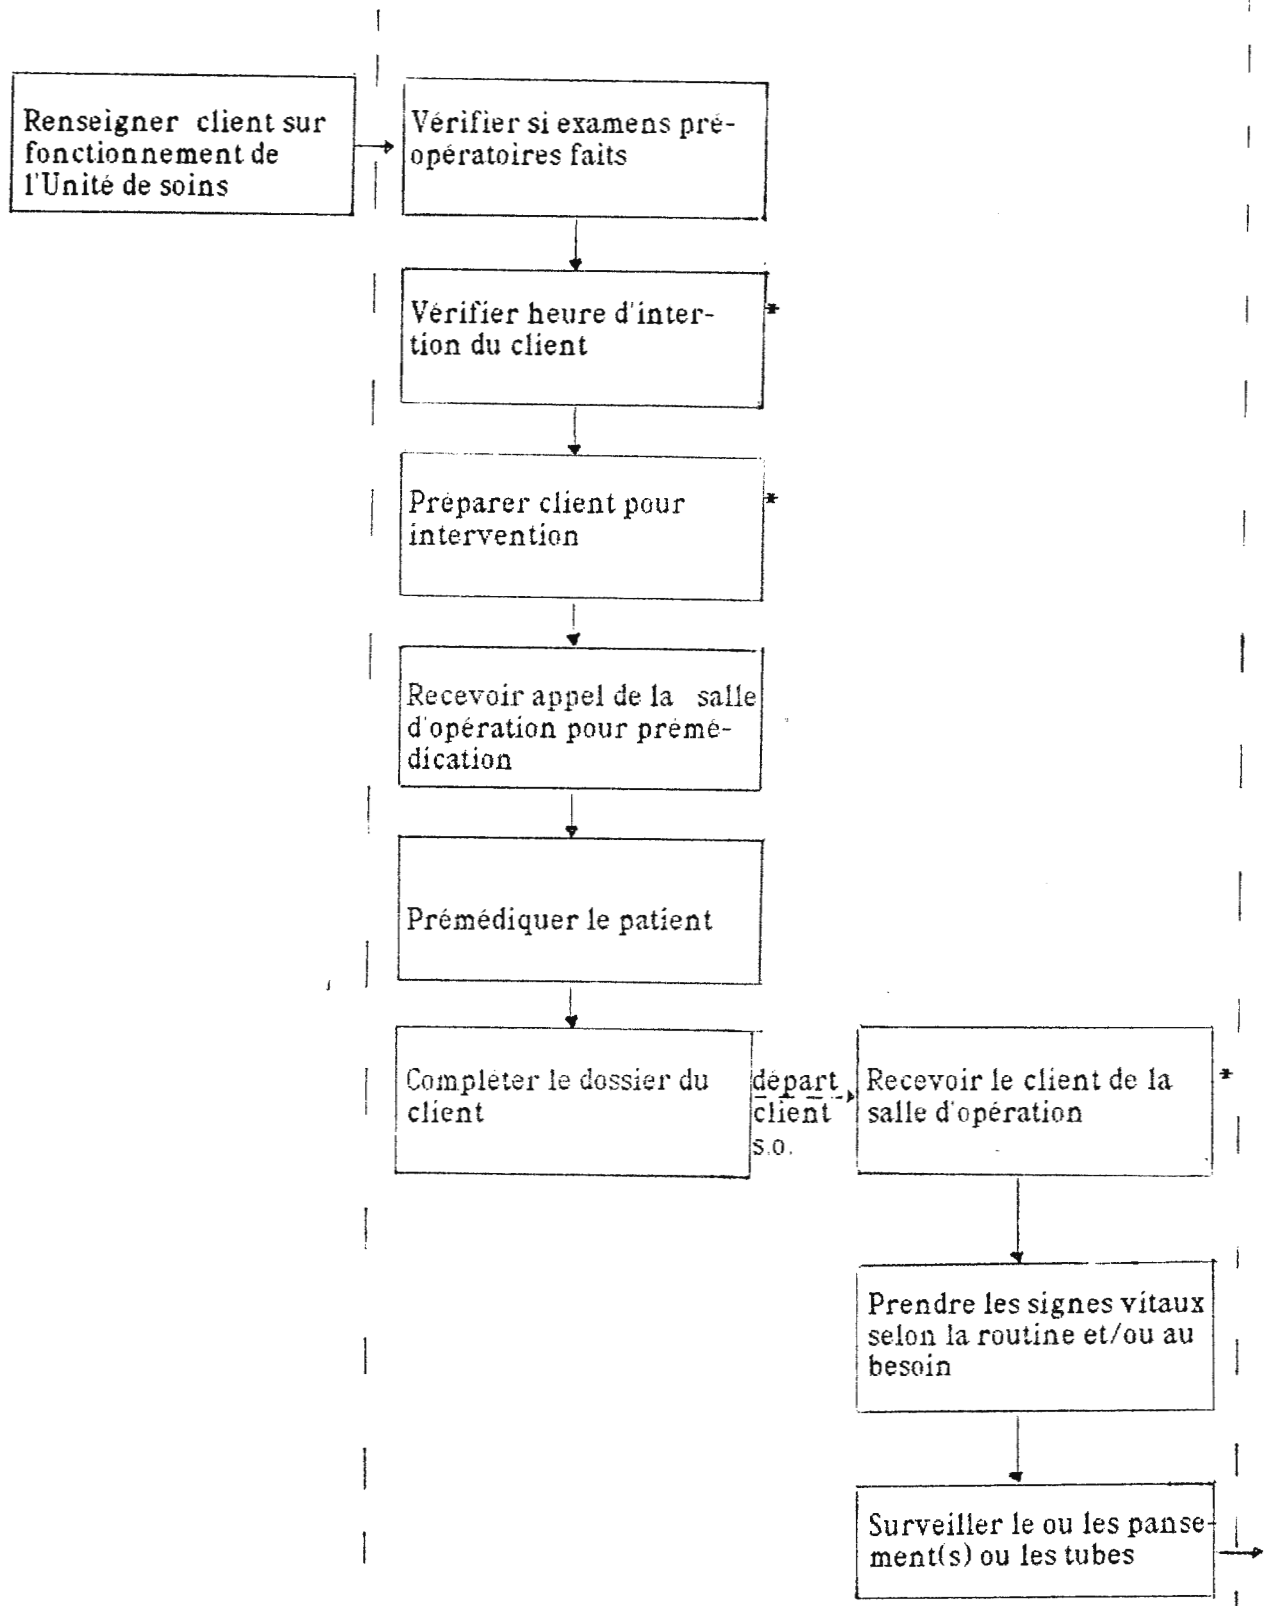 Renseigner client sur
fonctionnement de
l'Unité de soins
Vérifier si examens pré-
opératoires faits
Vérifier heure d'inter-
tion du client
*
Préparer client pour
intervention
*
Recevoir appel de la salle
d'opération pour prémé-
dication
Prémédiquer le patient
Compléter le dossier du
client
départ
client
s.o.
Recevoir le client de la
salle d'opération
*
Prendre les signes vitaux
selon la routine et/ou au
besoin
Surveiller le ou les panse-
ment(s) ou les tubes